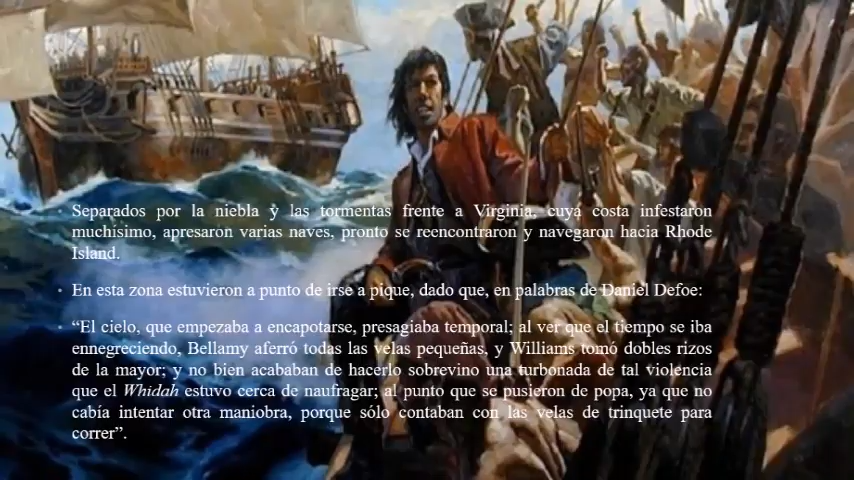 Separados por la niebla y las tormentas frente a Virginia, cuya costa infestaron
muchísimo, apresaron varias naves, pronto se reencontraron y navegaron hacia Rhode
Island.
En esta zona estuvieron a punto de irse a pique, dado que, en palabras de Daniel Defoe:
“El cielo, que empezaba a encapotarse, presagiaba temporal; al ver que el tiempo se iba
ennegreciendo, Bellamy aferró todas las velas pequeñas, y Williams tomó dobles rizos
de la mayor; y no bien acababan de hacerlo sobrevino una turbonada de tal violencia
que el Whidah estuvo cerca de naufragar; al punto que se pusieron de popa, ya que no
cabía intentar otra maniobra, porque sólo contaban con las velas de trinquete para
correr”.